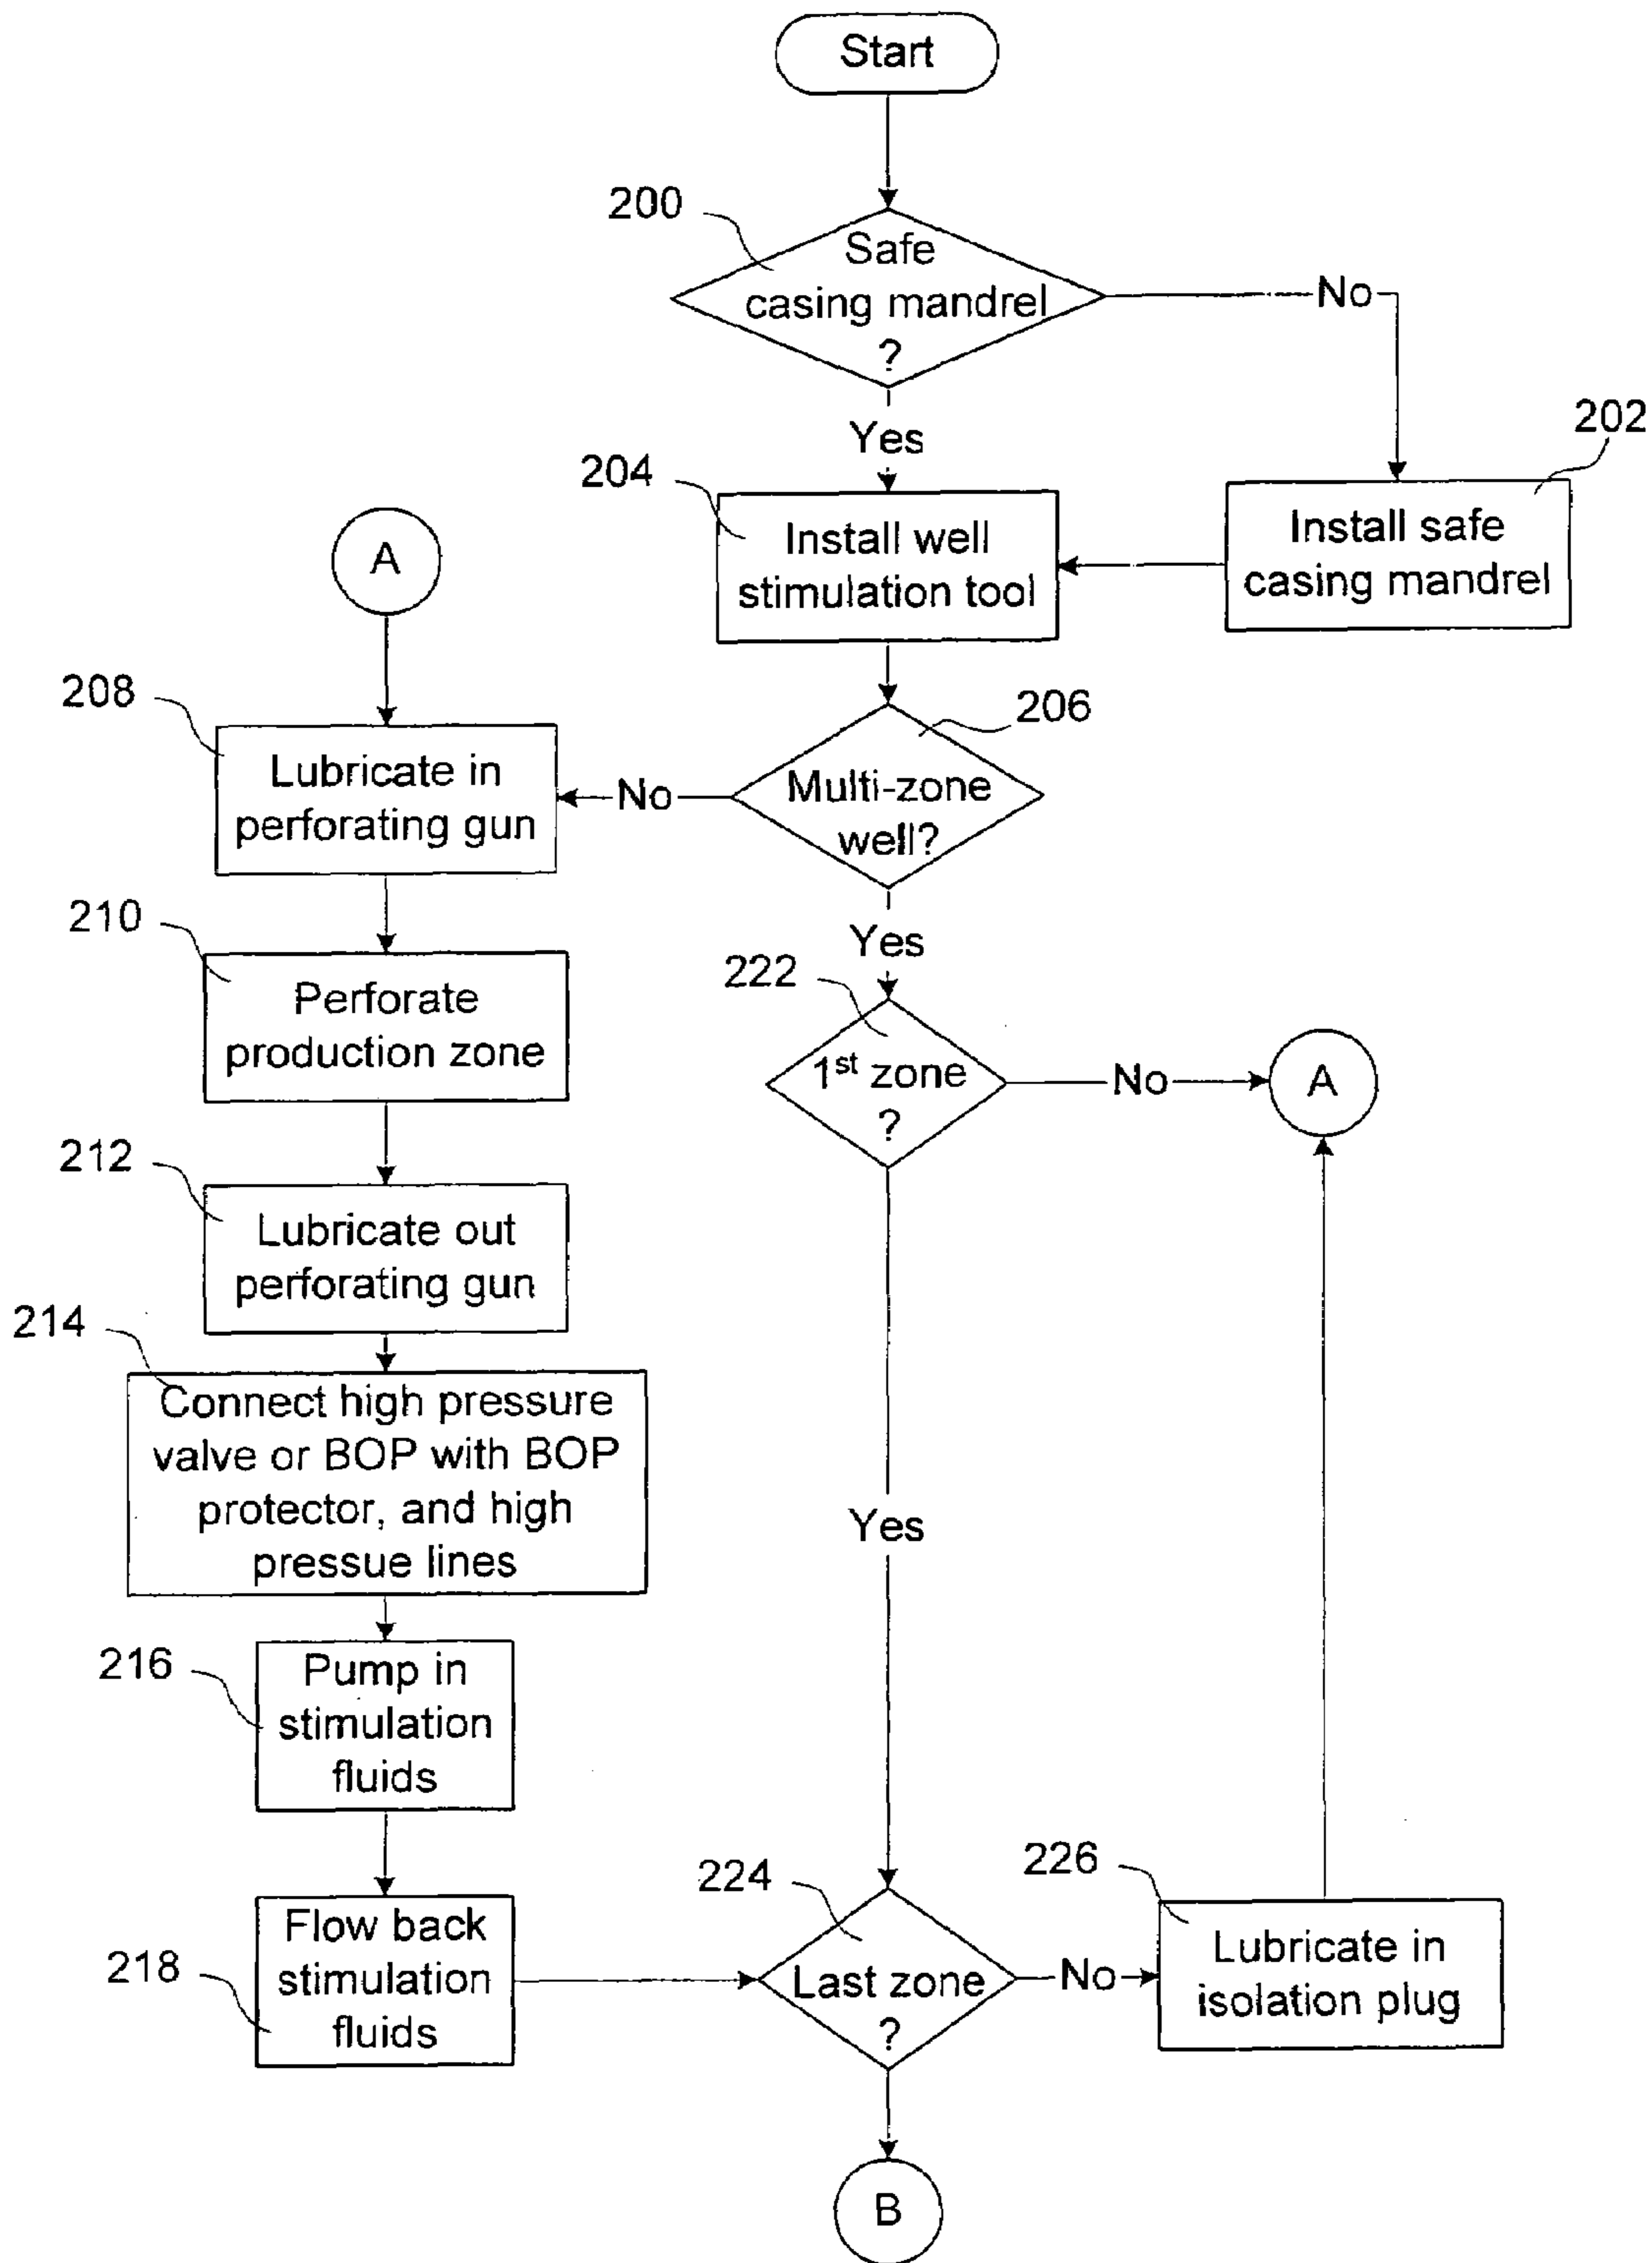 Start
200
Safe
casing mandrel
?
No
Yes
202
204
Install well
stimulation tool
Install safe
casing mandrel
A
208
206
Lubricate in
perforating gun
No
Multi-zone
well?
210
Yes
222
Perforate
production zone
1st zone
?
No
A
212
Lubricate out
perforating gun
214
Connect high pressure
valve or BOP with BOP
protector, and high
pressue lines
Yes
216
Pump in
stimulation
fluids
224
226
218
Flow back
stimulation
fluids
Last zone
?
No
Lubricate in
isolation plug
B